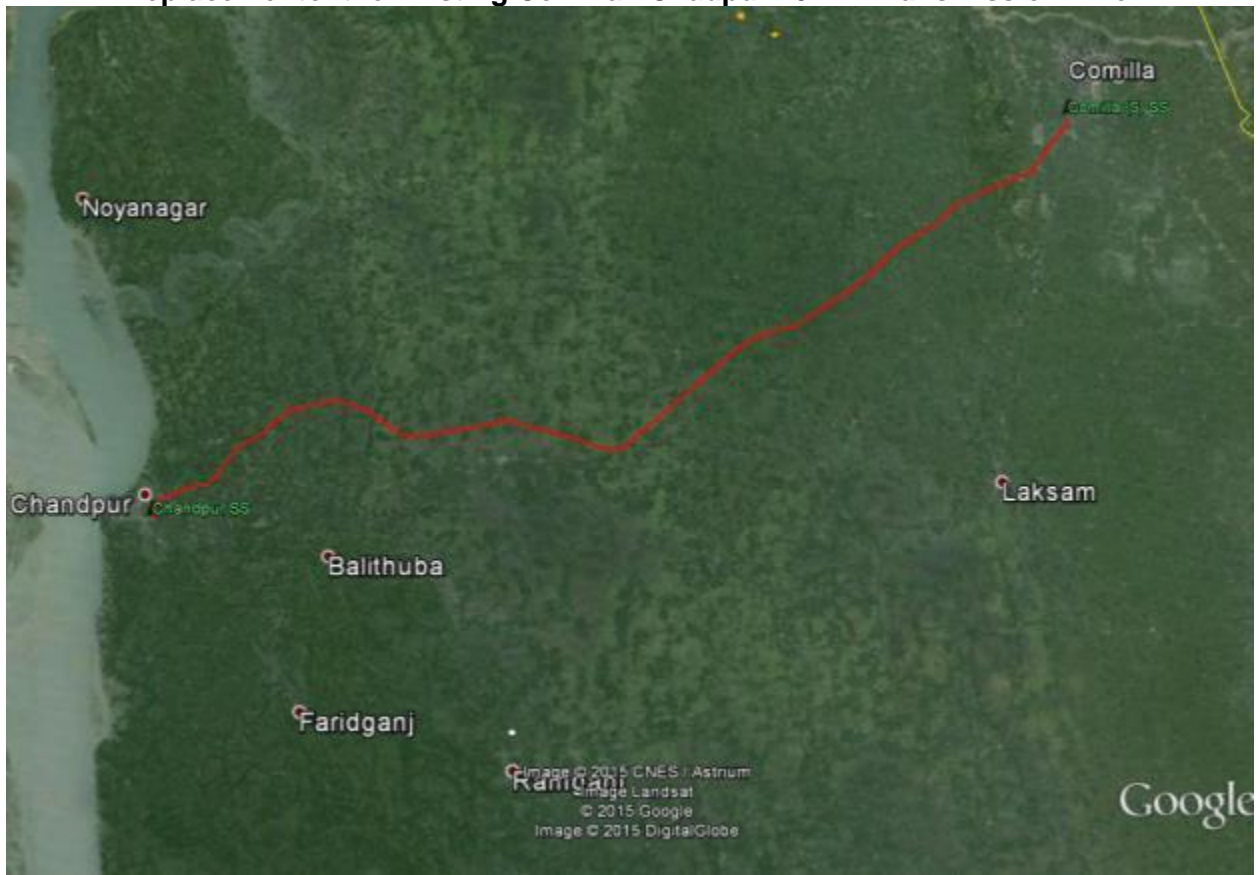 Comilla
Noyanagar
Chandpur
Chandpur SS
Laksam
Balithuba
Faridganj
Ramganj
Image © 2015 CNES / Astrium
Image Landsat
© 2015 Google
Image © 2015 DigitalGlobe
Google